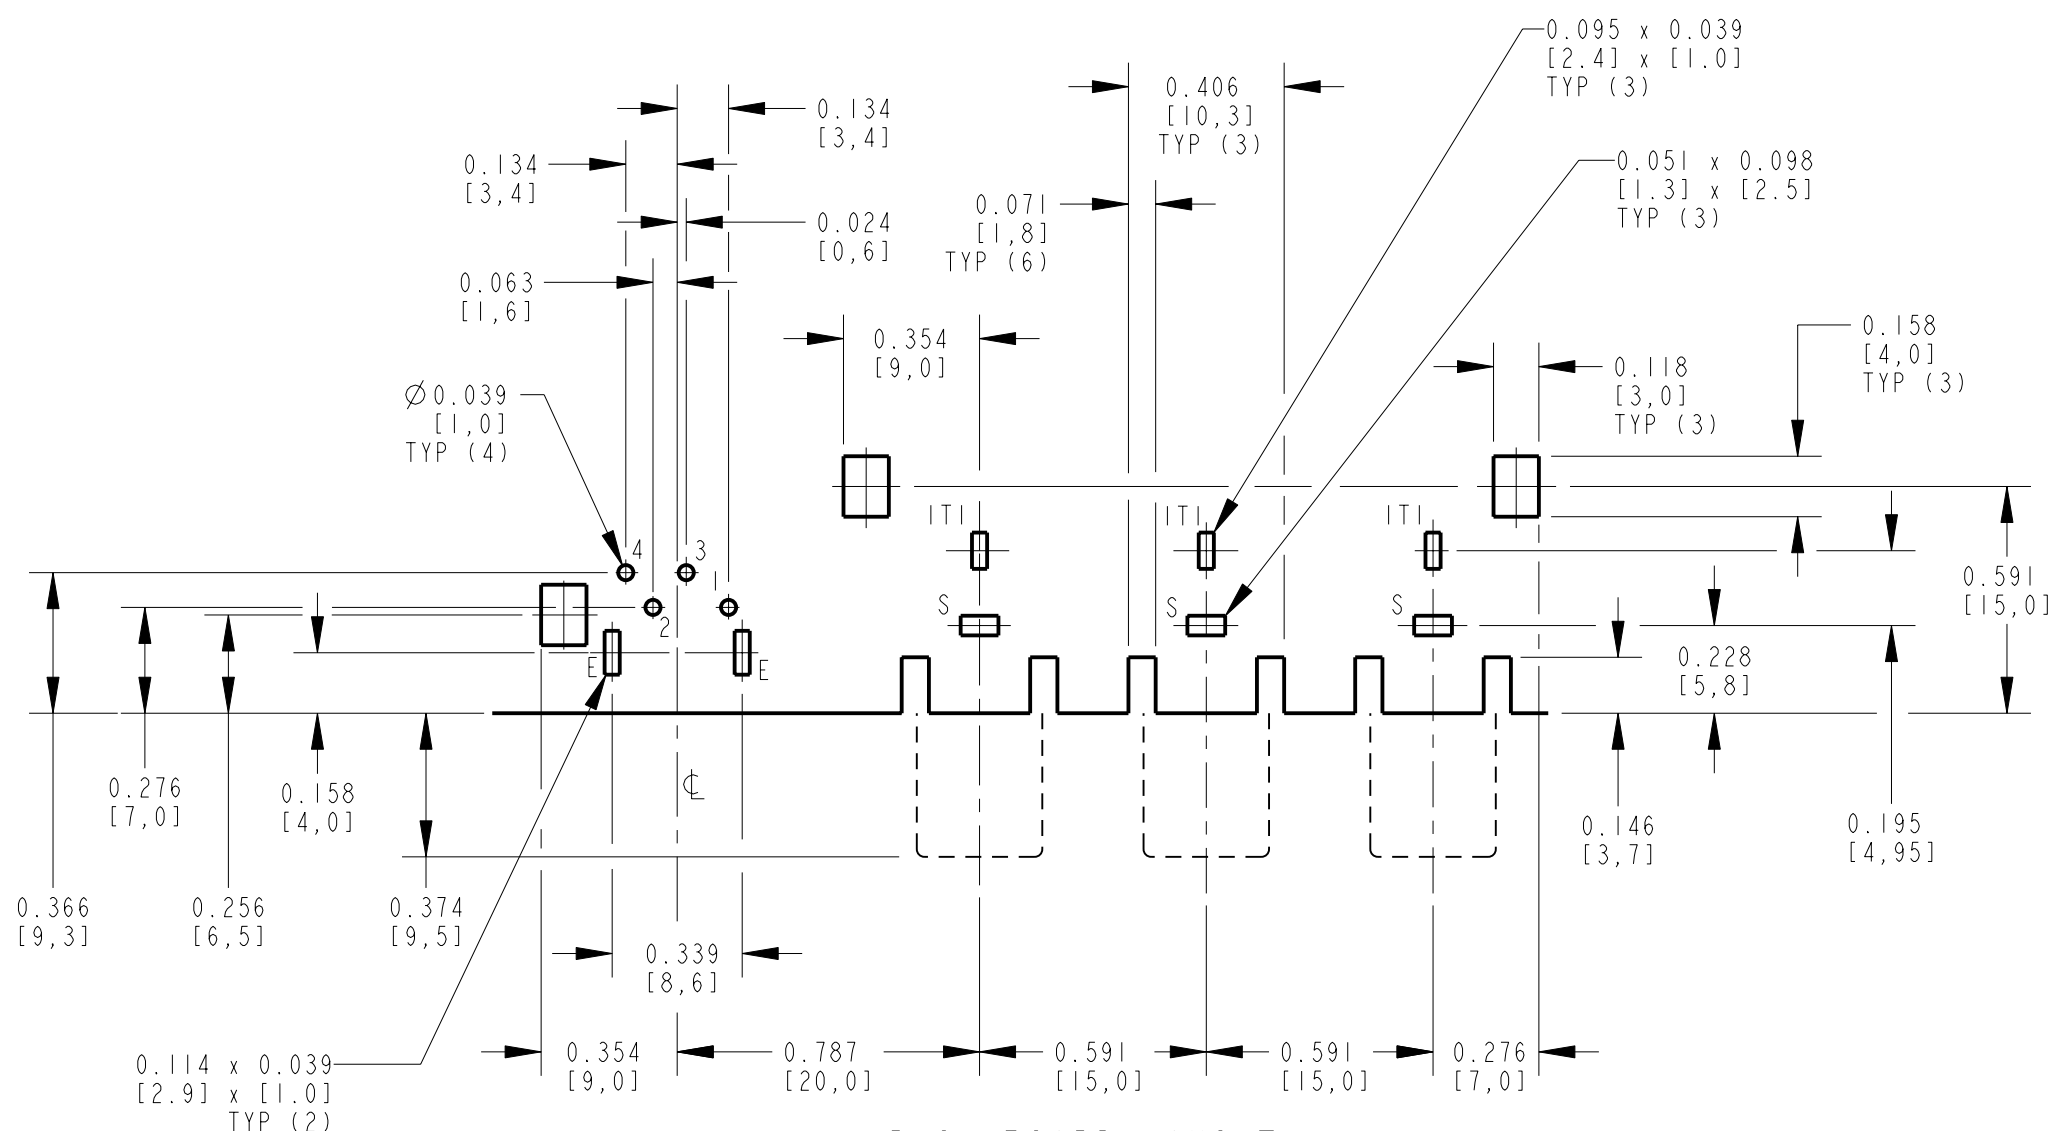 0.095 x 0.039
[2.4] x [1.0]
TYP (3)
0.406
[10,3]
TYP (3)
0.134
[3,4]
0.134
[3,4]
0.051 x 0.098
[1.3] x [2.5]
TYP (3)
0.071
[1,8]
TYP (6)
0.024
[0,6]
0.063
[1,6]
0.354
[9,0]
0.158
[4,0]
TYP (3)
0.118
[3,0]
TYP (3)
Ø0.039
[1,0]
TYP (4)
1T1
1T1
1T1
4
3
1
2
S
S
S
E
E
0.591
[15,0]
0.228
[5,8]
℄
0.276
[7,0]
0.158
[4,0]
0.146
[3,7]
0.195
[4,95]
0.366
[9,3]
0.256
[6,5]
0.374
[9,5]
0.339
[8,6]
0.354
[9,0]
0.787
[20,0]
0.591
[15,0]
0.591
[15,0]
0.276
[7,0]
0.114 x 0.039
[2.9] x [1.0]
TYP (2)